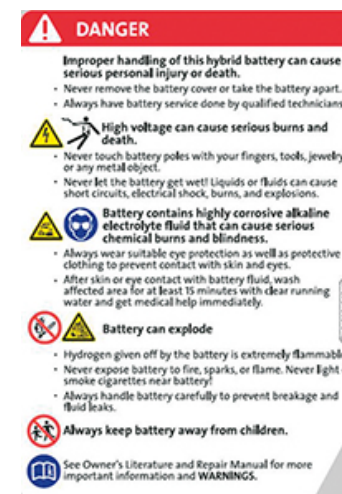 DANGER
Improper handling of this hybrid battery can cause
serious personal injury or death.
• Never remove the battery cover or take the battery apart.
• Always have battery service done by qualified technicians
High voltage can cause serious burns and
death.
• Never touch battery poles with your fingers, tools, jewelry
or any metal object.
• Never let the battery get wet! Liquids or fluids can cause
short circuits, electrical shock, burns, and explosions.
Battery contains highly corrosive alkaline
electrolyte fluid that can cause serious
chemical burns and blindness.
• Always wear suitable eye protection as well as protective
clothing to prevent contact with skin and eyes.
• After skin or eye contact with battery fluid, wash
affected area for at least 15 minutes with clear running
water and get medical help immediately.
Battery can explode
• Hydrogen given off by the battery is extremely flammabl
• Never expose battery to fire, sparks, or flame. Never light
smoke cigarettes near battery!
• Always handle battery carefully to prevent breakage and
fluid leaks.
Always keep battery away from children.
See Owner's Literature and Repair Manual for more
important information and WARNINGS.